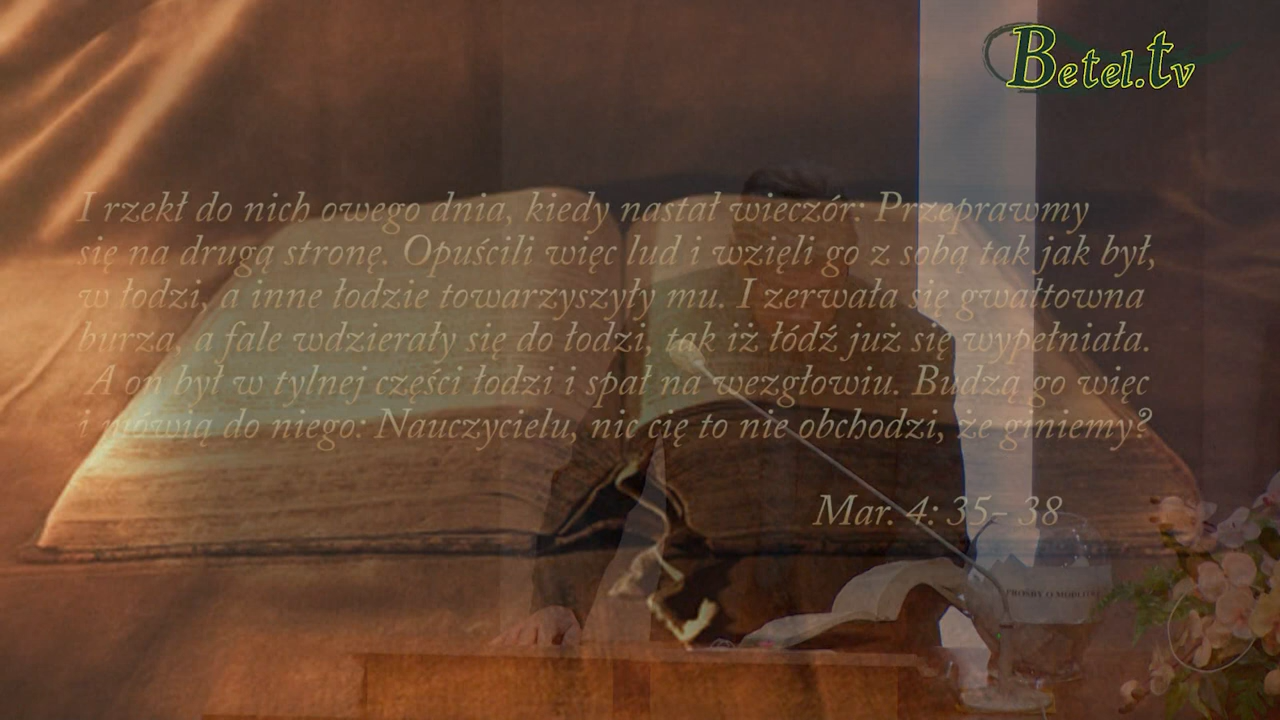 Betel.tv
I rzekł do nich owego dnia, kiedy nastał wieczór: Przeprawmy
się na drugą stronę. Opuścili więc lud i wzięli go z sobą tak jak był,
w łodzi, a inne łodzie towarzyszyły mu. I zerwała się gwałtowna
burza, a fale wdzierały się do łodzi, tak iż łódź już się wypełniała.
A on był w tylnej części łodzi i spał na wezgłowiu. Budzą go więc
i mówią do niego: Nauczycielu, nic cię to nie obchodzi, że giniemy?
Mar. 4: 35- 38
PROŚBY O MODLITWĘ